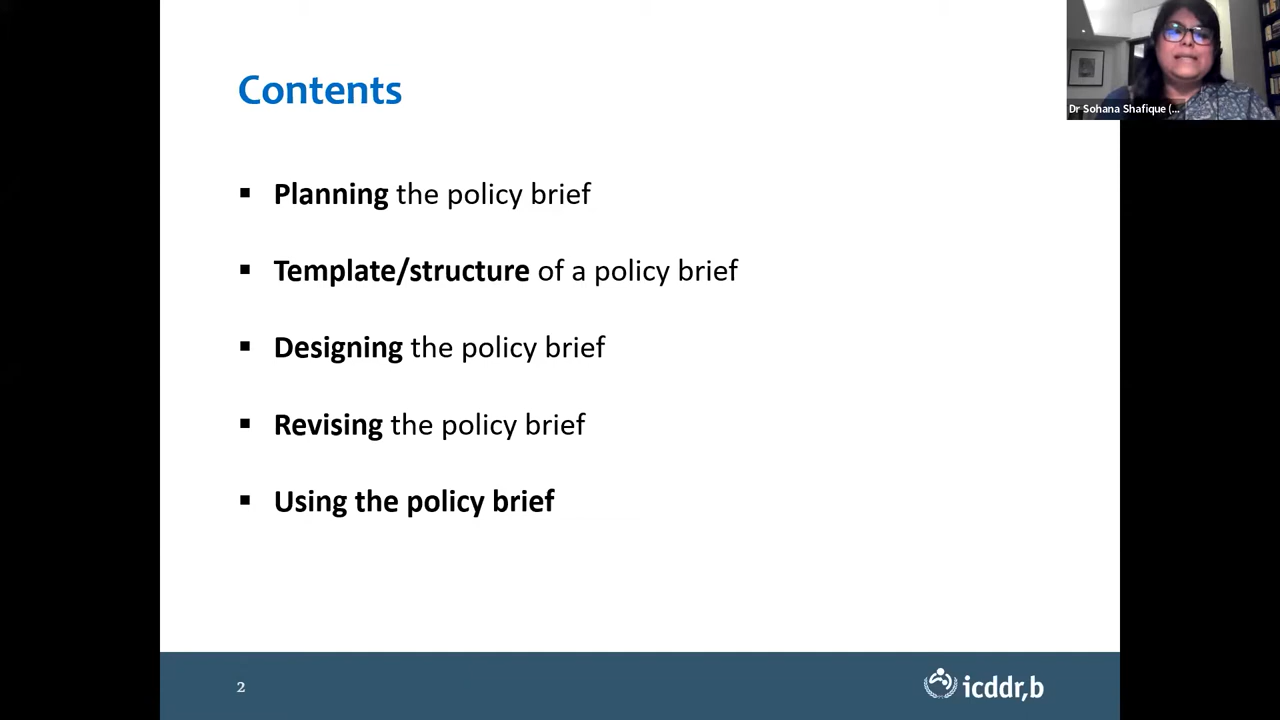 Contents
▪ Planning the policy brief
▪ Template/structure of a policy brief
▪ Designing the policy brief
▪ Revising the policy brief
▪ Using the policy brief
2
icddr,b
Dr Sohana Shafique (...